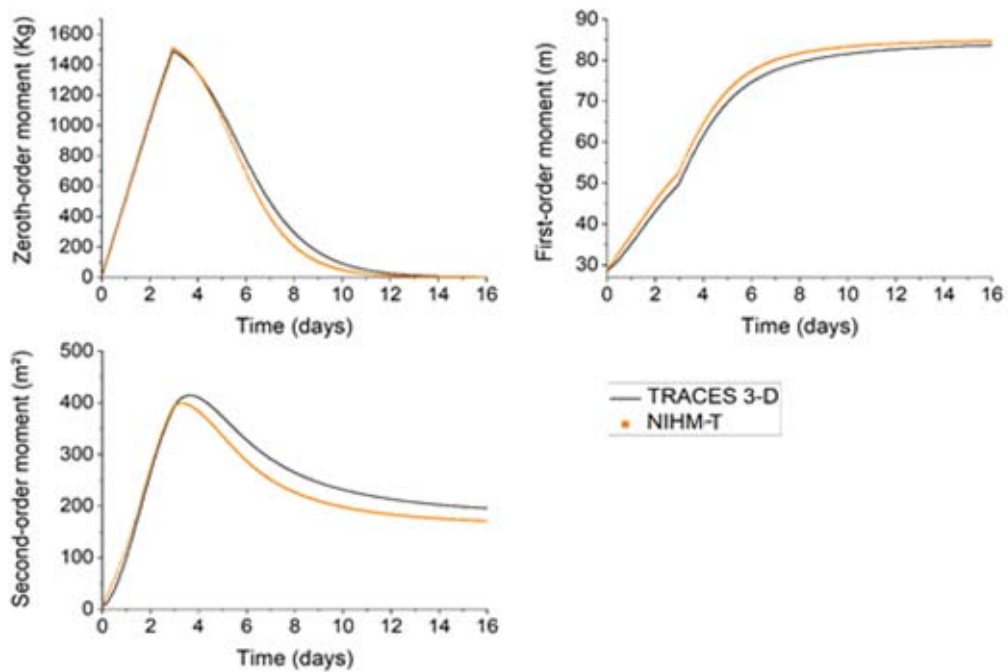 Zeroth-order moment (Kg)
1600
1400
1200
1000
800
600
400
200
0
0 2 4 6 8 10 12 14 16
Time (days)
First-order moment (m)
90
80
70
60
50
40
30
0 2 4 6 8 10 12 14 16
Time (days)
Second-order moment (m²)
500
400
300
200
100
0
0 2 4 6 8 10 12 14 16
Time (days)
TRACES 3-D
NIHM-T